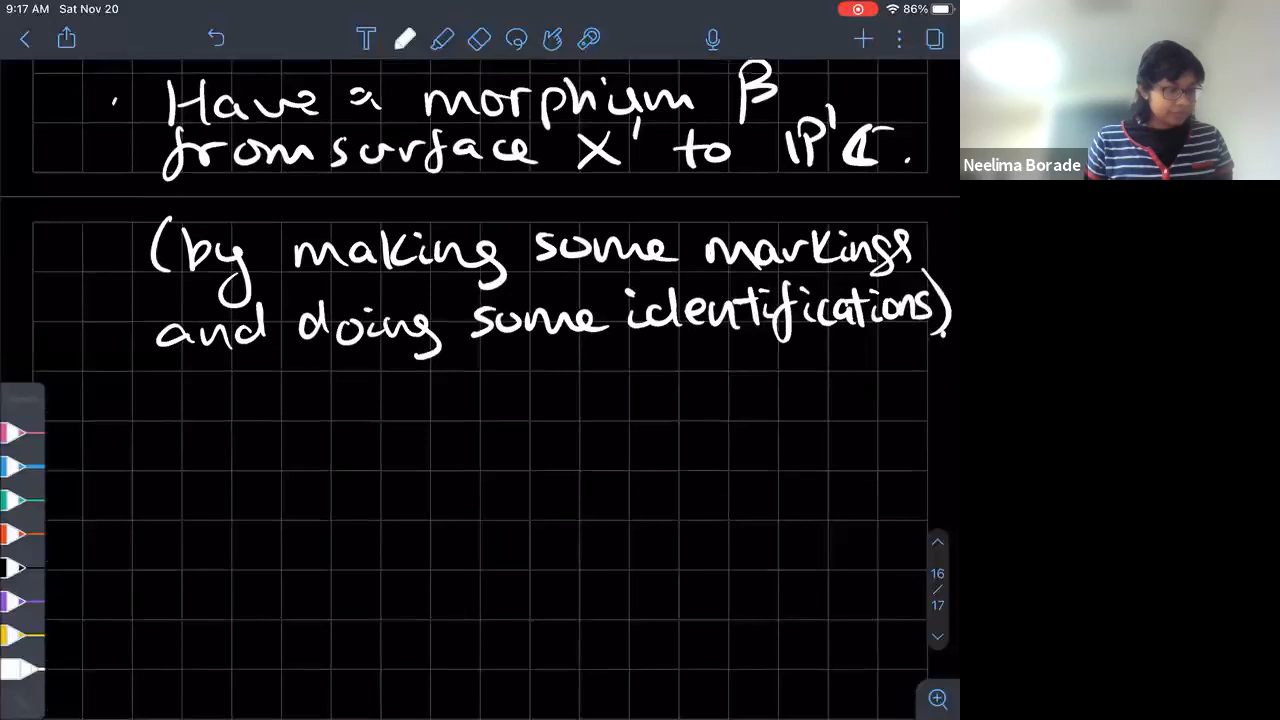 9:17 AM Sat Nov 20
86%
T
· Have a morphism β
from surface X' to ℙ'ℂ.
Neelima Borade
(by making some markings
and doing some identifications).
16
/
17